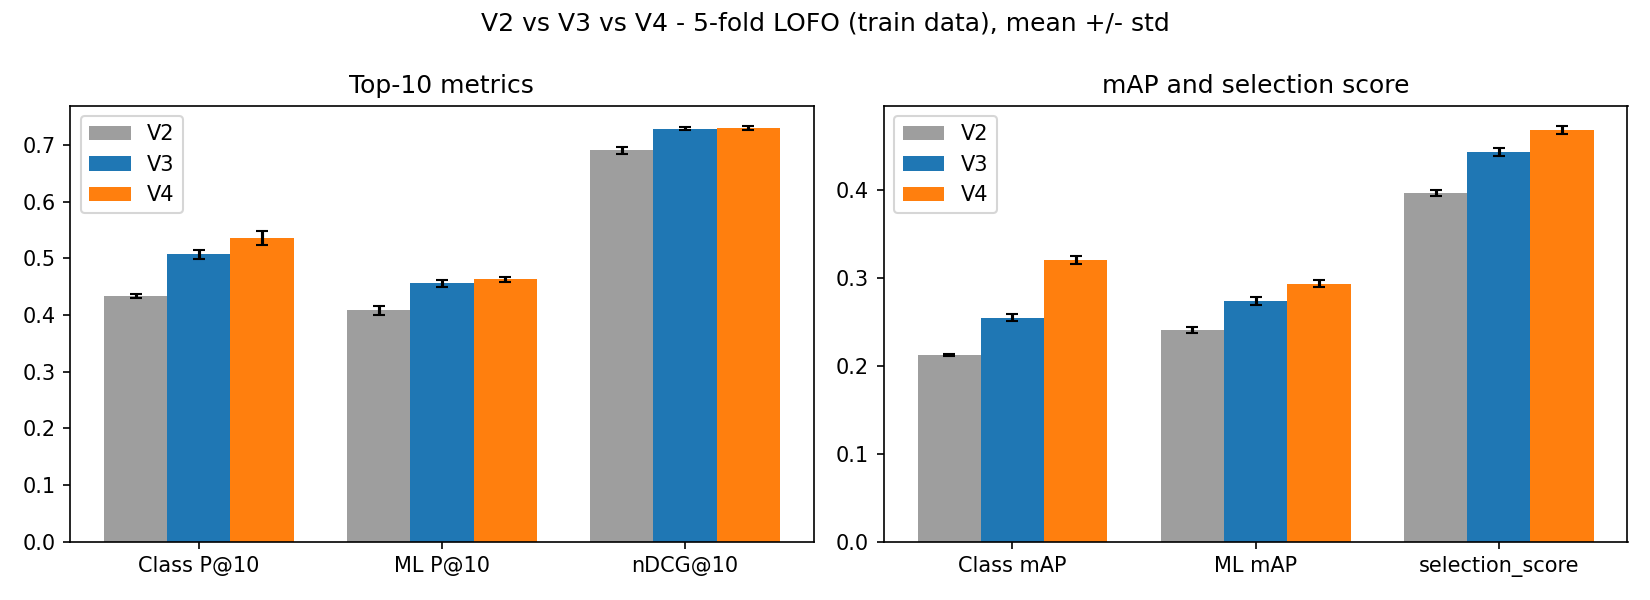 V2 vs V3 vs V4 - 5-fold LOFO (train data), mean +/- std
Top-10 metrics
V2
V3
V4
0.7
0.6
0.5
0.4
0.3
0.2
0.1
0.0
Class P@10
ML P@10
nDCG@10
mAP and selection score
V2
V3
V4
0.4
0.3
0.2
0.1
0.0
Class mAP
ML mAP
selection_score